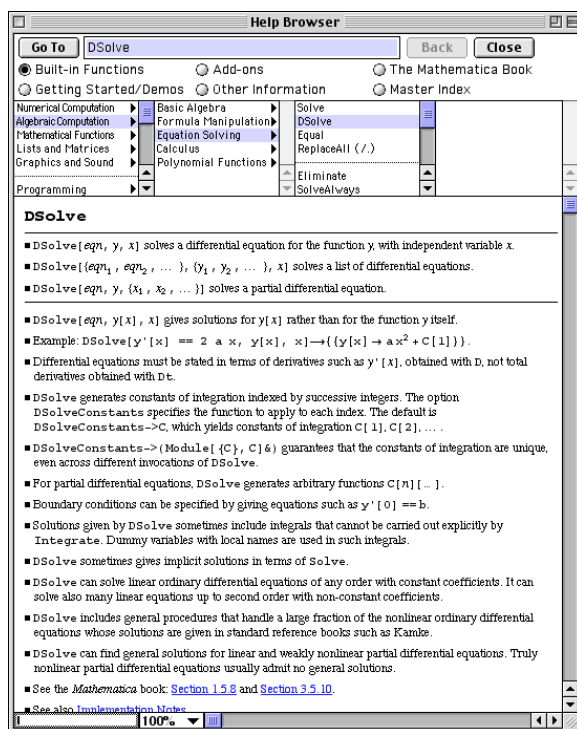 Help Browser
Go To DSolve Back Close
Built-in Functions Add-ons The Mathematica Book
Getting Started/Demos Other Information Master Index
Numerical Computation Basic Algebra Solve
Algebraic Computation Formula Manipulation DSolve
Mathematical Functions Equation Solving Equal
Lists and Matrices Calculus ReplaceAll (/.)
Graphics and Sound Polynomial Functions
Eliminate
Programming SolveAlways
DSolve
■ DSolve[eqn, y, x] solves a differential equation for the function y, with independent variable x.
■ DSolve[{eqn₁, eqn₂, … }, {y₁, y₂, … }, x] solves a list of differential equations.
■ DSolve[eqn, y, {x₁, x₂, … }] solves a partial differential equation.
■ DSolve[eqn, y[x], x] gives solutions for y[x] rather than for the function y itself.
■ Example: DSolve[y'[x] == 2 a x, y[x], x]⟶{{y[x] → a x² + C[1]}}.
■ Differential equations must be stated in terms of derivatives such as y'[x], obtained with D, not total
derivatives obtained with Dt.
■ DSolve generates constants of integration indexed by successive integers. The option
DSolveConstants specifies the function to apply to each index. The default is
DSolveConstants->C, which yields constants of integration C[1], C[2], … .
■ DSolveConstants->(Module[{C}, C]&) guarantees that the constants of integration are unique,
even across different invocations of DSolve.
■ For partial differential equations, DSolve generates arbitrary functions C[n][…].
■ Boundary conditions can be specified by giving equations such as y'[0] == b.
■ Solutions given by DSolve sometimes include integrals that cannot be carried out explicitly by
Integrate. Dummy variables with local names are used in such integrals.
■ DSolve sometimes gives implicit solutions in terms of Solve.
■ DSolve can solve linear ordinary differential equations of any order with constant coefficients. It can
solve also many linear equations up to second order with non-constant coefficients.
■ DSolve includes general procedures that handle a large fraction of the nonlinear ordinary differential
equations whose solutions are given in standard reference books such as Kamke.
■ DSolve can find general solutions for linear and weakly nonlinear partial differential equations. Truly
nonlinear partial differential equations usually admit no general solutions.
■ See the Mathematica book: Section 1.5.8 and Section 3.5.10.
■ See also Implementation Notes
100%